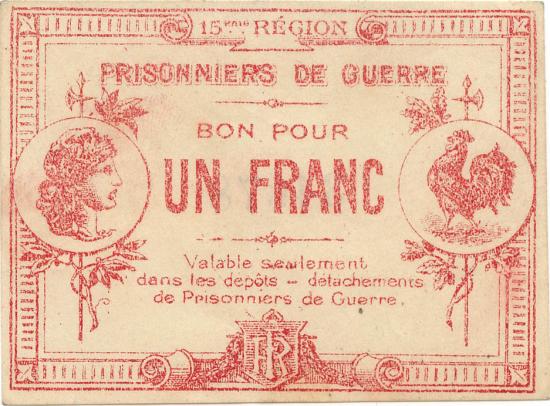 15ème RÉGION
PRISONNIERS DE GUERRE
BON POUR
UN FRANC
Valable seulement
dans les dépôts - détachements
de Prisonniers de Guerre.
RF